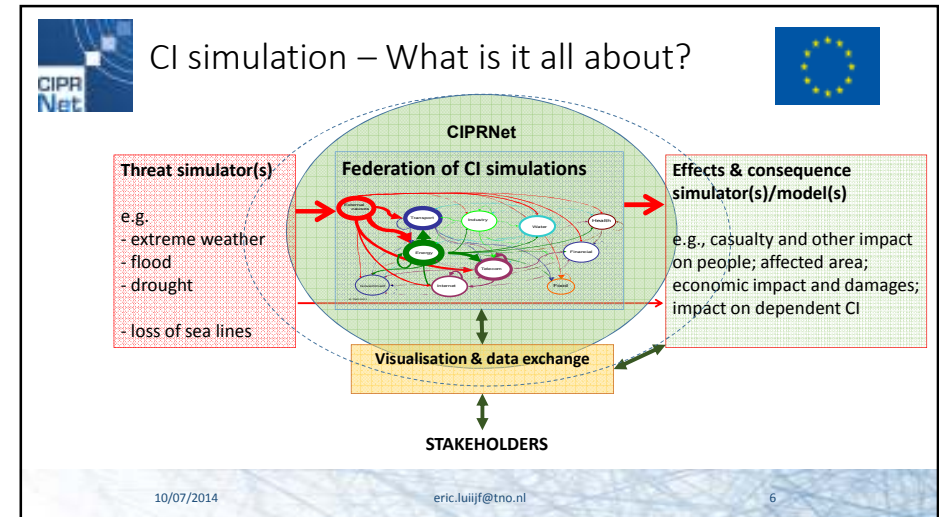 CIPR
Net
CI simulation – What is it all about?
CIPRNet
Threat simulator(s)
e.g.
- extreme weather
- flood
- drought
- loss of sea lines
Federation of CI simulations
Transport
Industry
Water
Health
Energy
Telecom
Financial
Internet
Food
Effects & consequence
simulator(s)/model(s)
e.g., casualty and other impact
on people; affected area;
economic impact and damages;
impact on dependent CI
Visualisation & data exchange
STAKEHOLDERS
10/07/2014
eric.luiijf@tno.nl
6